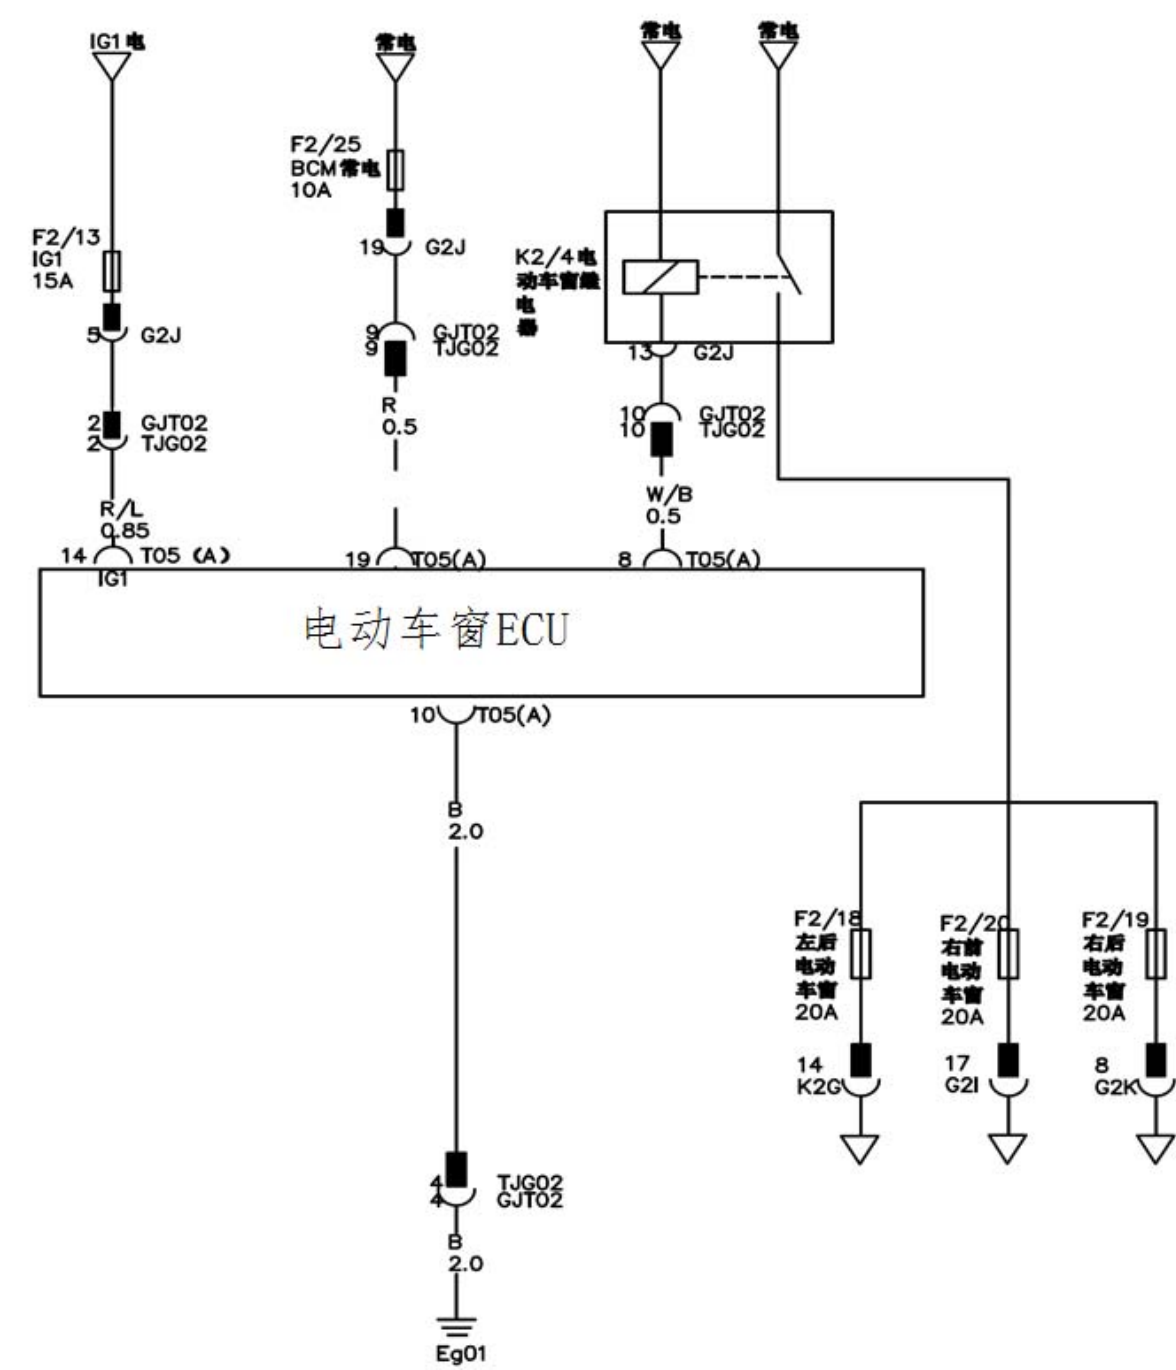 IG1电
常电
常电
常电
F2/25
BCM常电
10A
F2/13
IG1
15A
19
G2J
K2/4电
动车窗继
电
器
5
G2J
9
GJT02
9
TJG02
13
G2J
2
GJT02
2
TJG02
R
0.5
10
GJT02
10
TJG02
R/L
0.85
W/B
0.5
14
T05 (A)
IG1
19
T05(A)
8
T05(A)
电动车窗ECU
10
T05(A)
B
2.0
F2/18
左后
电动
车窗
20A
F2/20
右前
电动
车窗
20A
F2/19
右后
电动
车窗
20A
14
K2G
17
G2I
8
G2K
4
TJG02
4
GJT02
B
2.0
Eg01